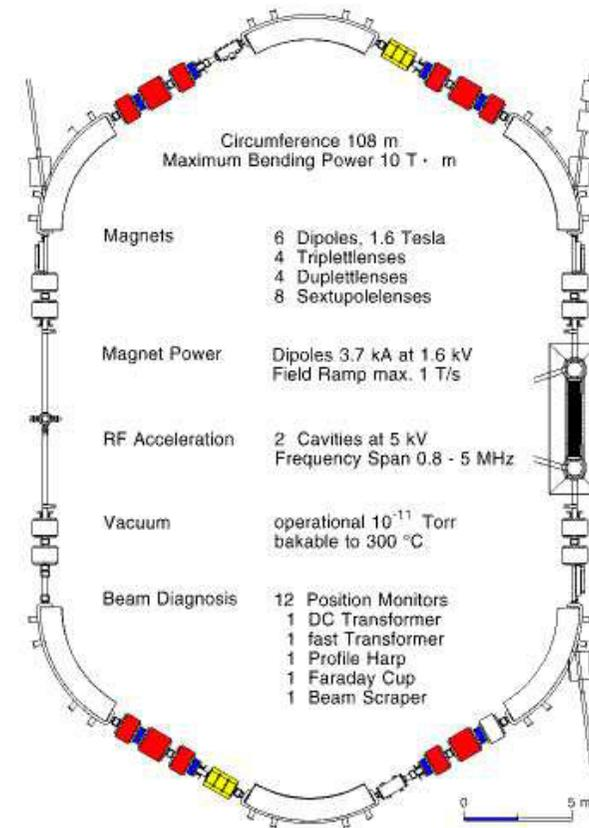 Circumference 108 m
Maximum Bending Power 10 T · m
Magnets 6 Dipoles, 1.6 Tesla
4 Triplettlenses
4 Duplettlenses
8 Sextupolelenses
Magnet Power Dipoles 3.7 kA at 1.6 kV
Field Ramp max. 1 T/s
RF Acceleration 2 Cavities at 5 kV
Frequency Span 0.8 - 5 MHz
Vacuum operational 10⁻¹¹ Torr
bakable to 300 °C
Beam Diagnosis 12 Position Monitors
1 DC Transformer
1 fast Transformer
1 Profile Harp
1 Faraday Cup
1 Beam Scraper
0 5 m